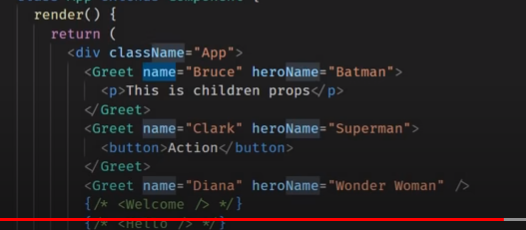 render() {
return (
<div className="App">
<Greet name="Bruce" heroName="Batman">
<p>This is children props</p>
</Greet>
<Greet name="Clark" heroName="Superman">
<button>Action</button>
</Greet>
<Greet name="Diana" heroName="Wonder Woman" />
{/* <Welcome /> */}
{/* <Hello /> */}